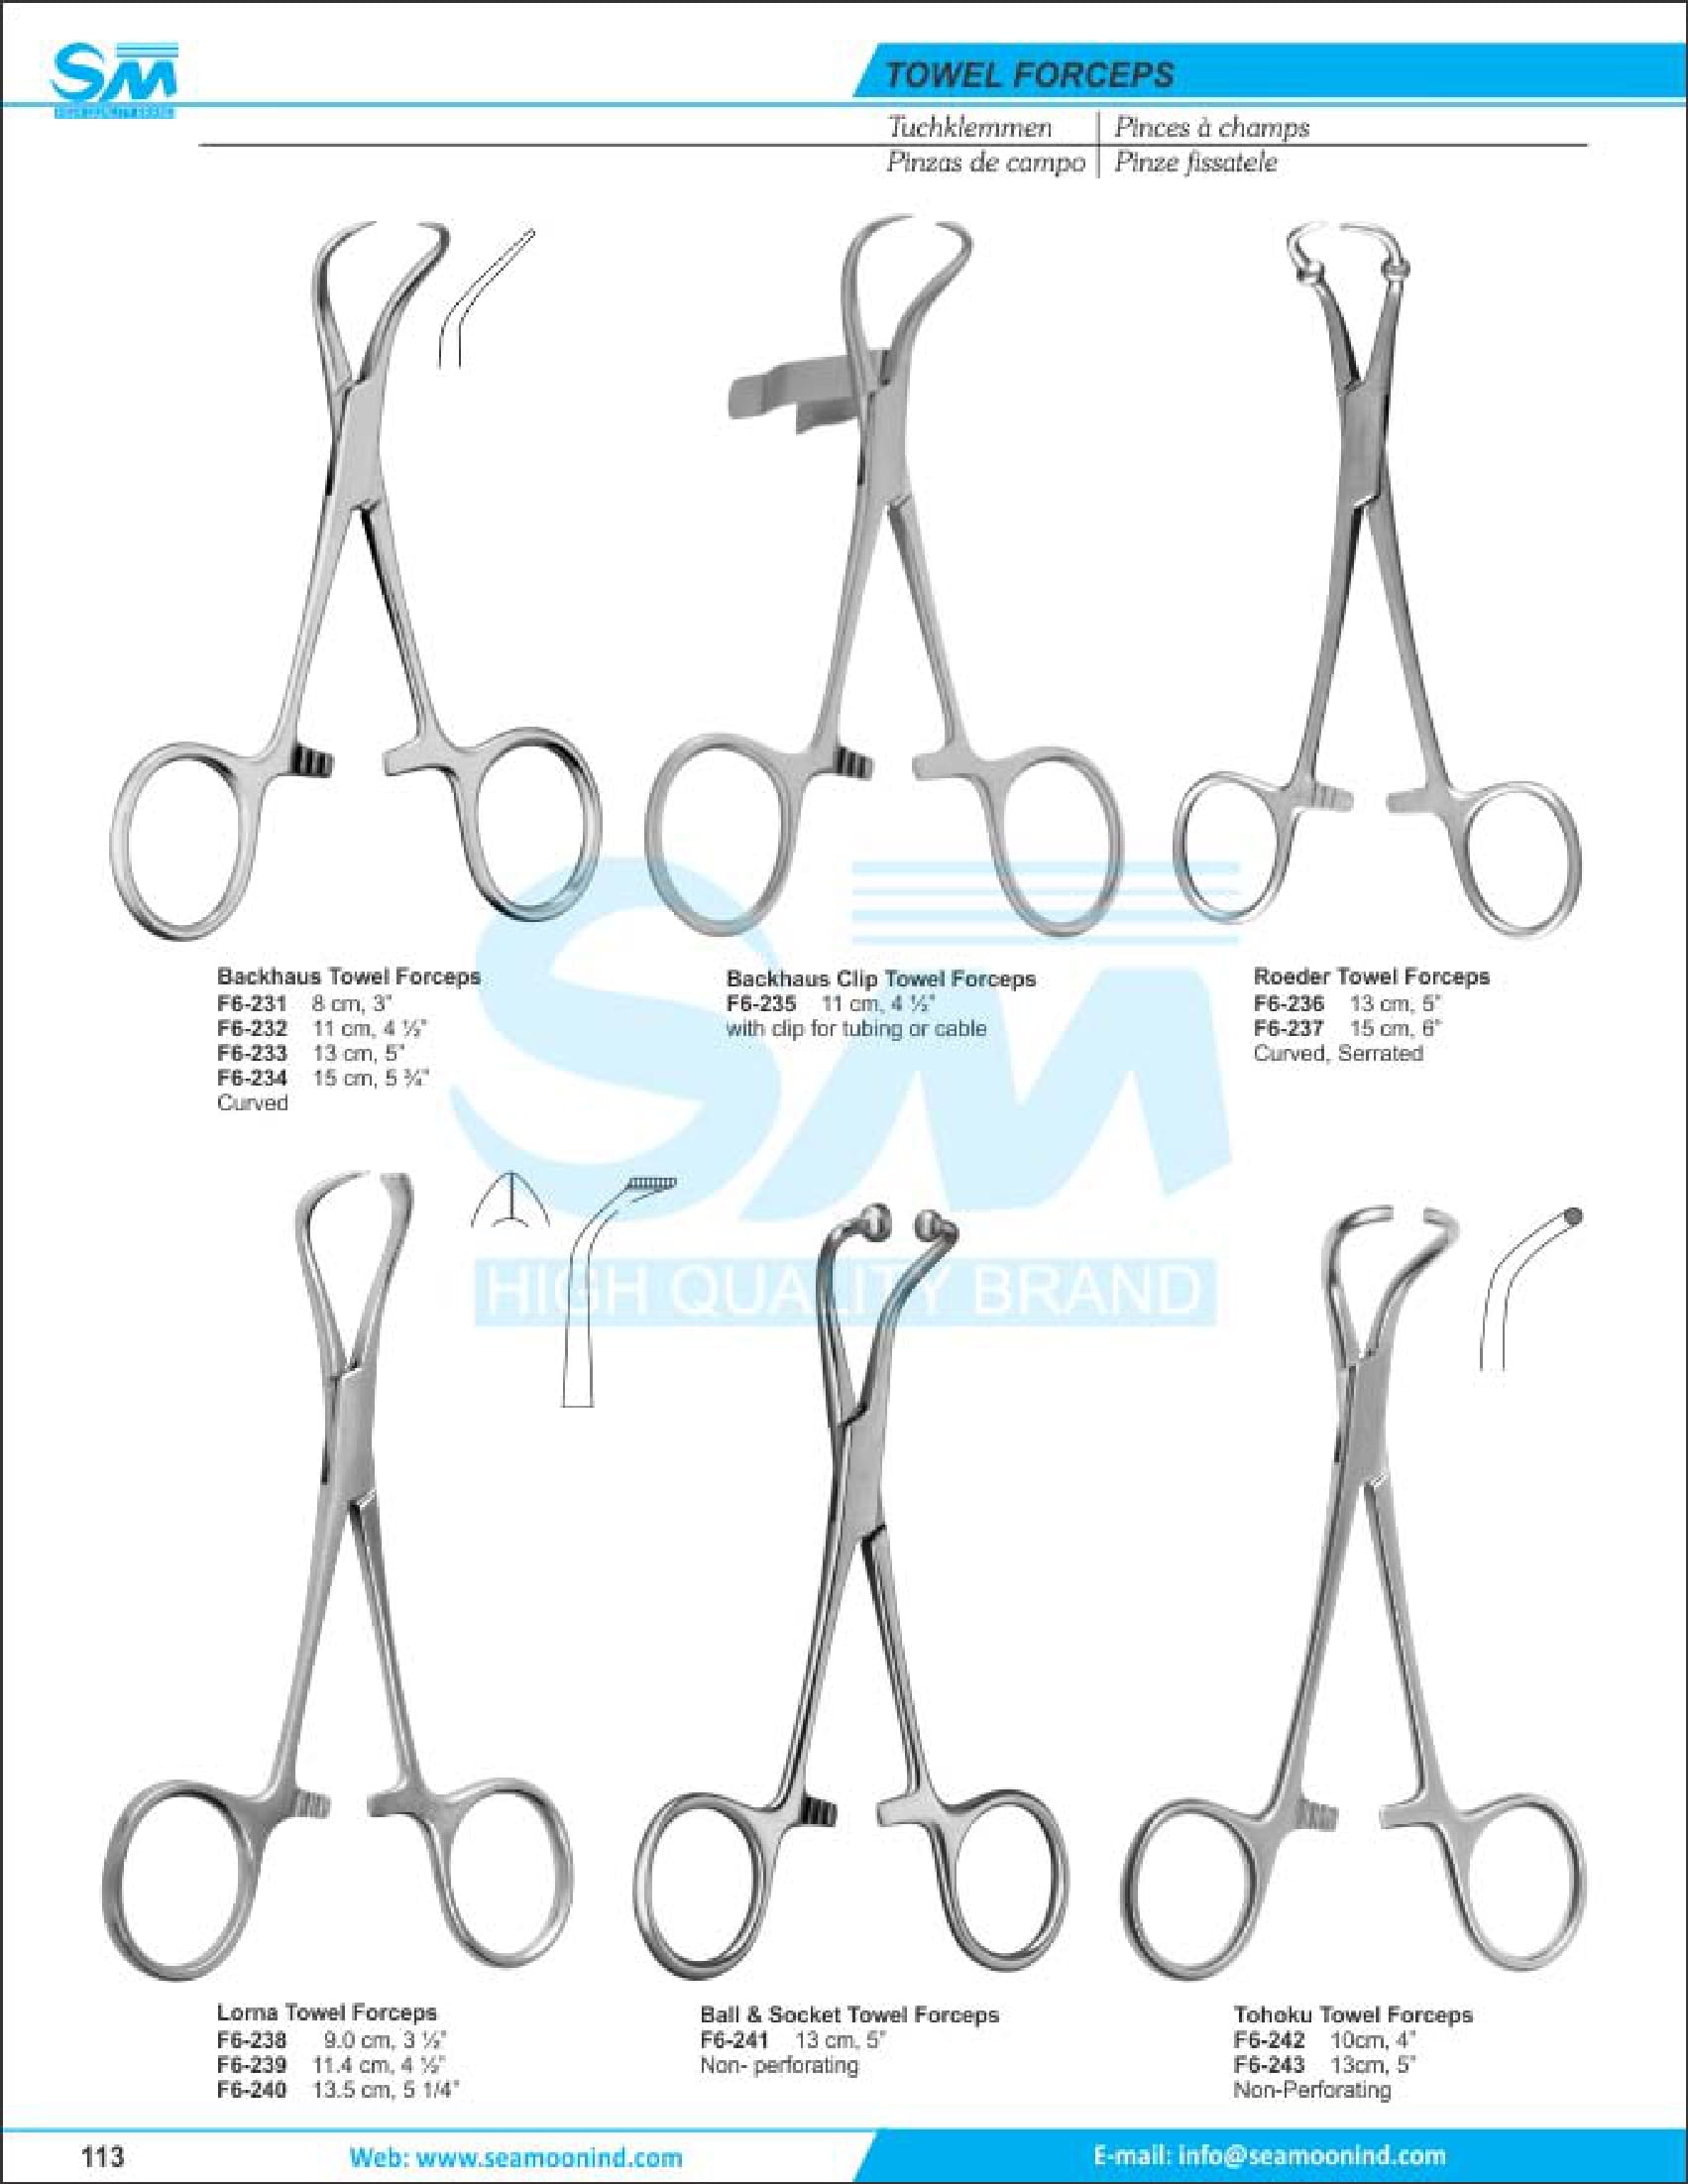 SM
TOWEL FORCEPS
Tuchklemmen
Pinces à champs
Pinzas de campo
Pinze fissatele
Backhaus Towel Forceps
F6-231 8 cm, 3"
F6-232 11 cm, 4 ½"
F6-233 13 cm, 5"
F6-234 15 cm, 5 ¾"
Curved
Backhaus Clip Towel Forceps
F6-235 11 cm, 4 ½"
with clip for tubing or cable
Roeder Towel Forceps
F6-236 13 cm, 5"
F6-237 15 cm, 6"
Curved, Serrated
SM
HIGH QUALITY BRAND
Lorna Towel Forceps
F6-238 9.0 cm, 3 ½"
F6-239 11.4 cm, 4 ½"
F6-240 13.5 cm, 5 1/4"
Ball & Socket Towel Forceps
F6-241 13 cm, 5"
Non- perforating
Tohoku Towel Forceps
F6-242 10cm, 4"
F6-243 13cm, 5"
Non-Perforating
113
Web: www.seamoonind.com
E-mail: info@seamoonind.com